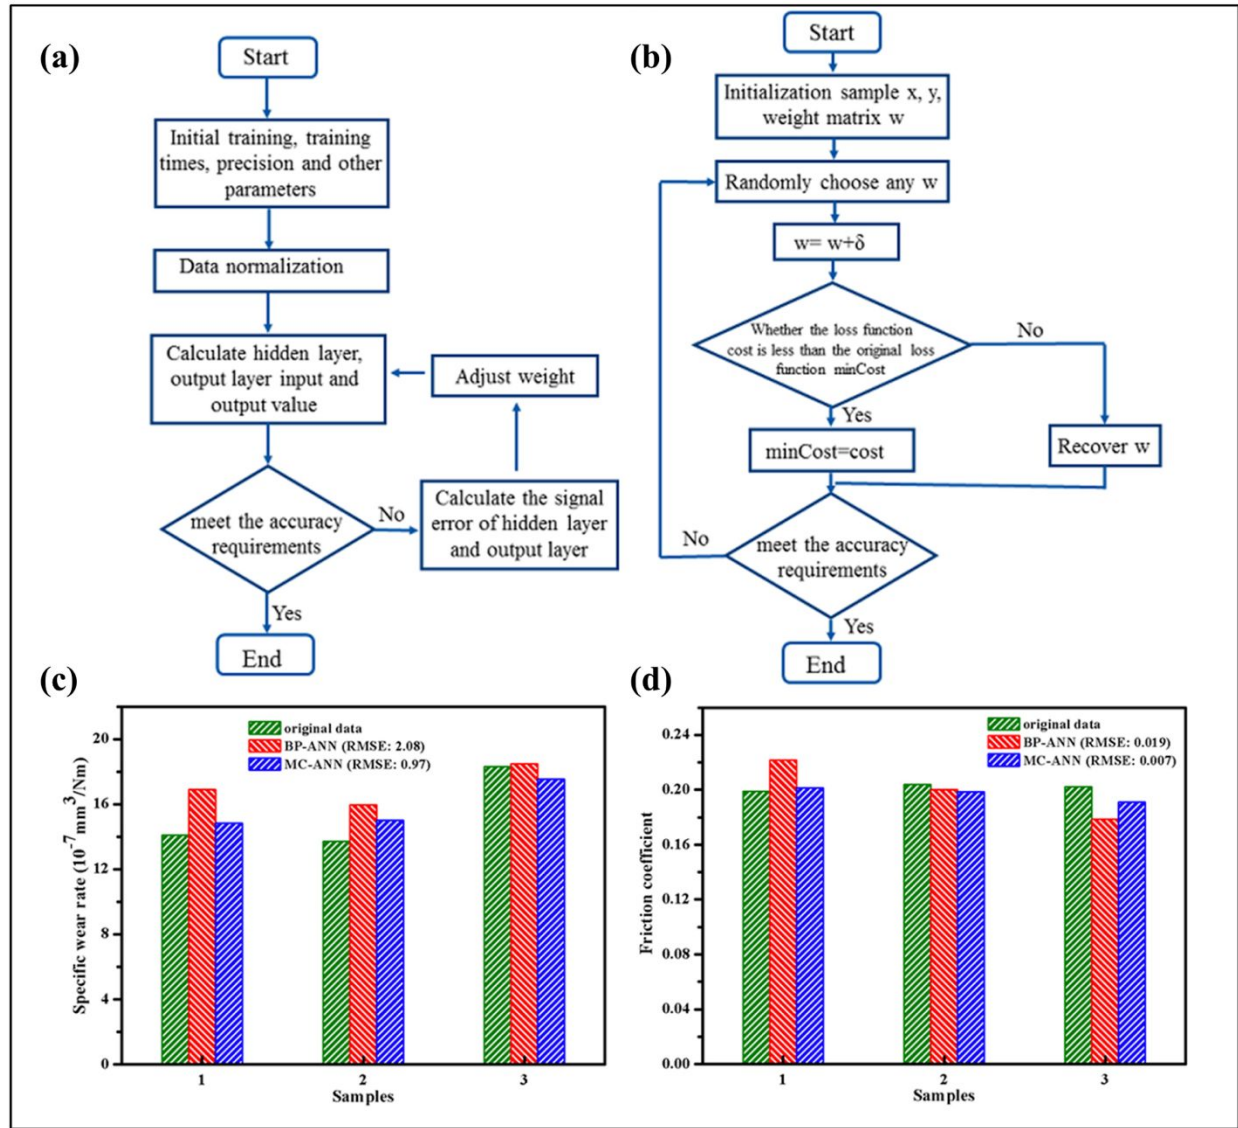 (a)
Start
Initial training, training
times, precision and other
parameters
Data normalization
Calculate hidden layer,
output layer input and
output value
Adjust weight
meet the accuracy
requirements
No
Calculate the signal
error of hidden layer
and output layer
Yes
End
(b)
Start
Initialization sample x, y,
weight matrix w
Randomly choose any w
w= w+δ
Whether the loss function
cost is less than the original loss
function minCost
No
Yes
minCost=cost
Recover w
No
meet the accuracy
requirements
Yes
End
(c)
original data
BP-ANN (RMSE: 2.08)
MC-ANN (RMSE: 0.97)
Specific wear rate (10⁻⁷ mm³/Nm)
20
16
12
8
4
0
1 2 3
Samples
(d)
original data
BP-ANN (RMSE: 0.019)
MC-ANN (RMSE: 0.007)
Friction coefficient
0.24
0.20
0.16
0.12
0.08
0.04
0.00
1 2 3
Samples